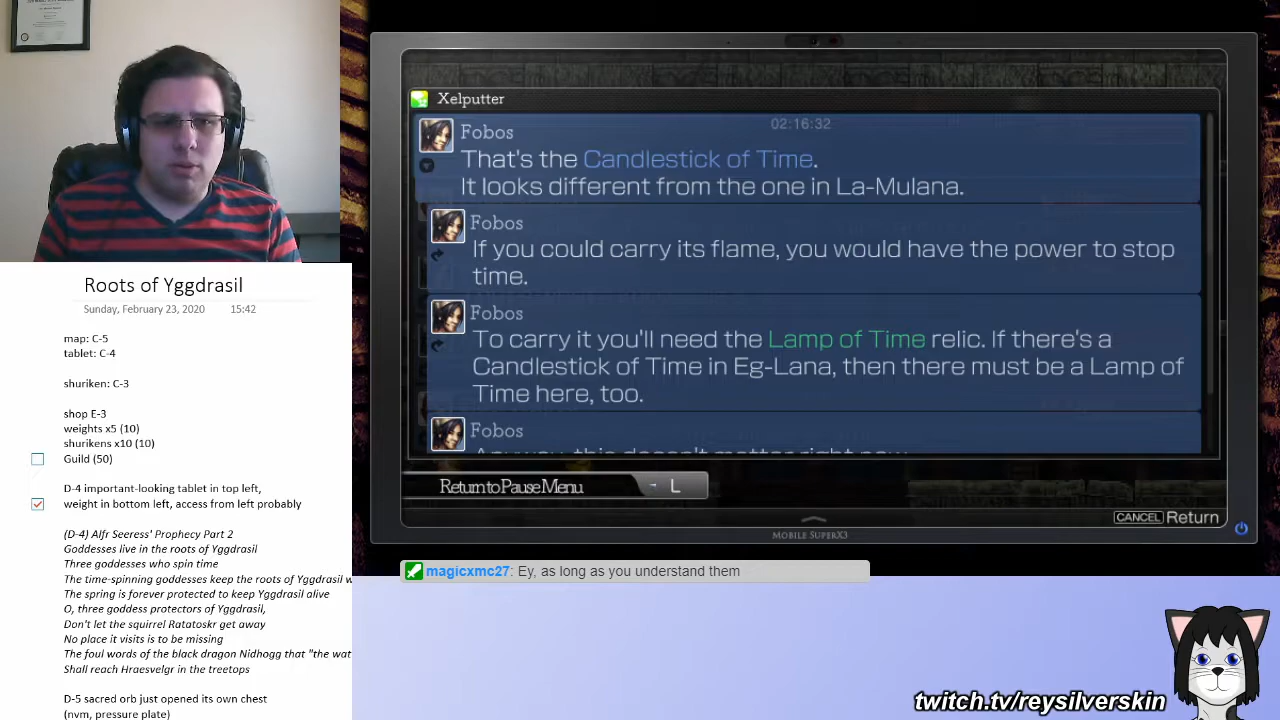 Xelputter
02:16:32
Fobos
That's the Candlestick of Time.
It looks different from the one in La-Mulana.
Fobos
If you could carry its flame, you would have the power to stop
time.
Fobos
To carry it you'll need the Lamp of Time relic. If there's a
Candlestick of Time in Eg-Lana, then there must be a Lamp of
Time here, too.
Fobos
Anyway, this doesn't matter right now.
Return to Pause Menu
- L
CANCEL Return
MOBILE SUPERX3
magicxmc27: Ey, as long as you understand them
twitch.tv/reysilverskin
Roots of Yggdrasil
Sunday, February 23, 2020 15:42
map: C-5
tablet: C-4
shuriken: C-3
shop E-3
weights x5 (10)
shurikens x10 (10)
Guild (50)
D-4 important-looking tablet in top left,
weight in bottom left, access from left probably
(D-4) Alfr Seeress' Prophecy Part 2
Goddesses live in the roots of Yggdrasil
Three goddesses who spin time
The time-spinning goddesses keep the roots of Yggdrasil w
The spring is forever protected to keep Yggdrasil alive
O, three goddess protectors of Yggdrasil,
Don't let the squirrel Ratatoskr get away
No place it visits is to be missing
The foul words of the black dragon Nidhogg that "the wat
Shall reach Hraesvelgr in the treetops
D-5 sacred orb just opened its own chest
(nvm, pressure plate)